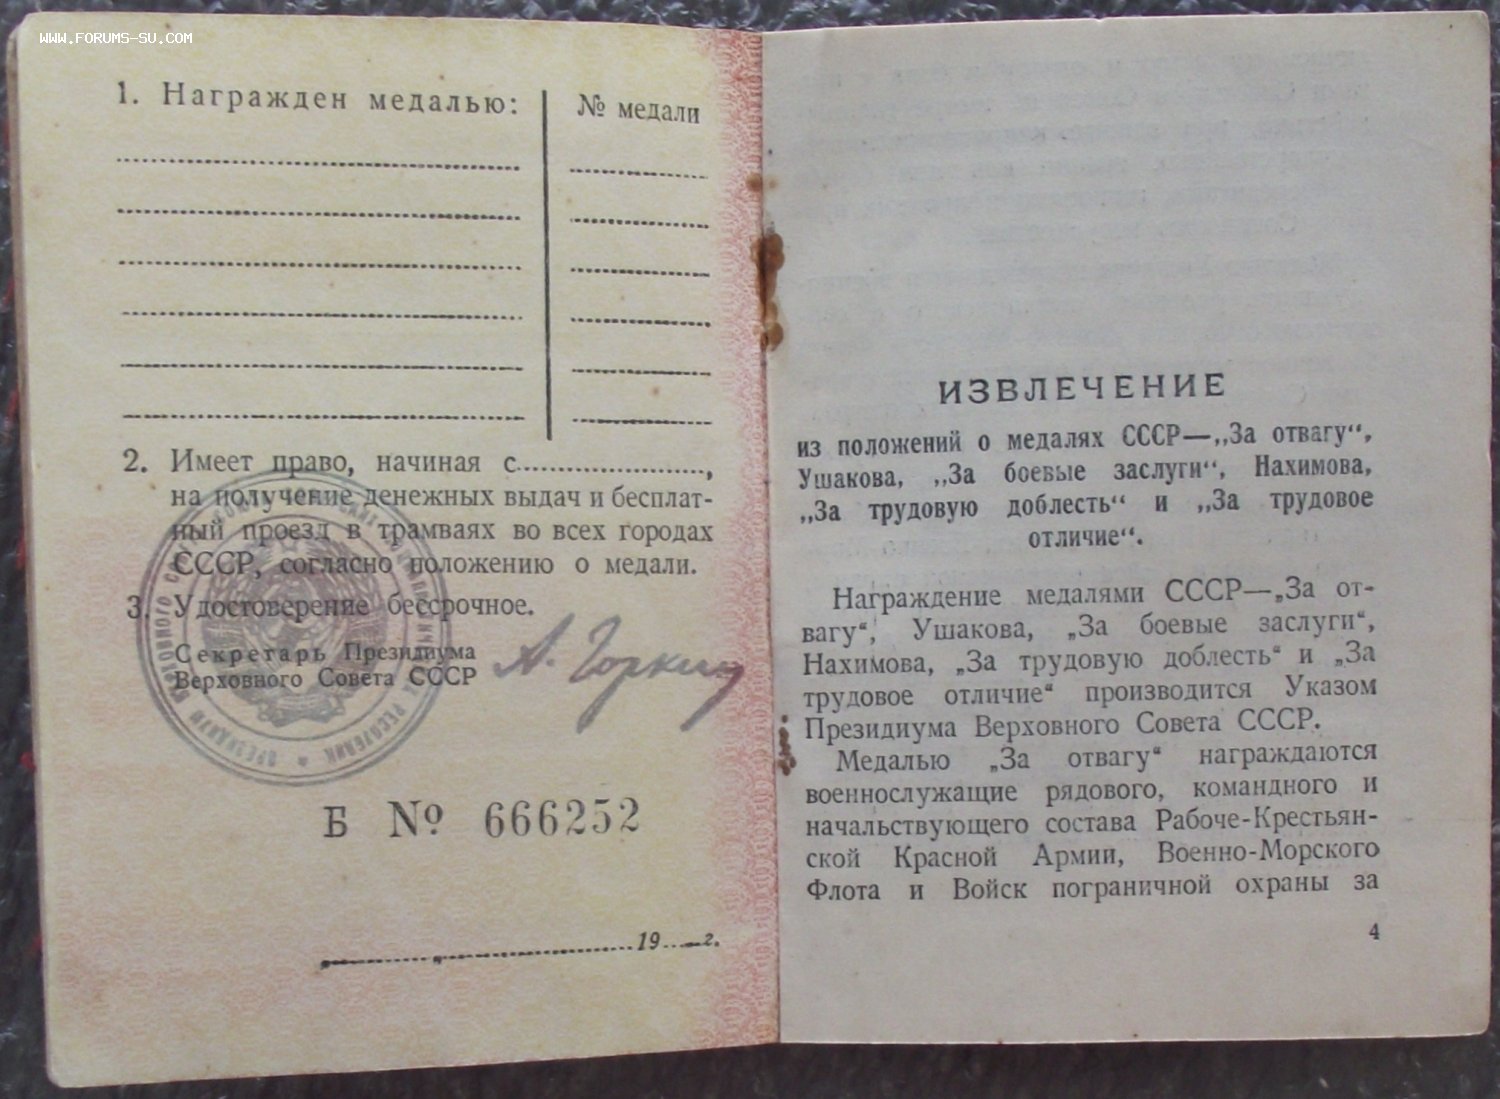 WWW.FORUMS-SU.COM
1. Награжден медалью:
№ медали
2. Имеет право, начиная с....................,
на получение денежных выдач и бесплат-
ный проезд в трамваях во всех городах
СССР, согласно положению о медали.
3. Удостоверение бессрочное.
Секретарь Президиума
Верховного Совета СССР
А. Горкин
ПРЕЗИДИУМ ВЕРХОВНОГО РЕСПУБЛИК
Б № 666252
19 г.
ИЗВЛЕЧЕНИЕ
из положений о медалях СССР—„За отвагу“,
Ушакова, „За боевые заслуги“, Нахимова,
„За трудовую доблесть“ и „За трудовое
отличие“.
Награждение медалями СССР—„За от-
вагу“, Ушакова, „За боевые заслуги“,
Нахимова, „За трудовую доблесть“ и „За
трудовое отличие“ производится Указом
Президиума Верховного Совета СССР.
Медалью „За отвагу“ награждаются
военнослужащие рядового, командного и
начальствующего состава Рабоче-Крестьян-
ской Красной Армии, Военно-Морского
Флота и Войск пограничной охраны за
4